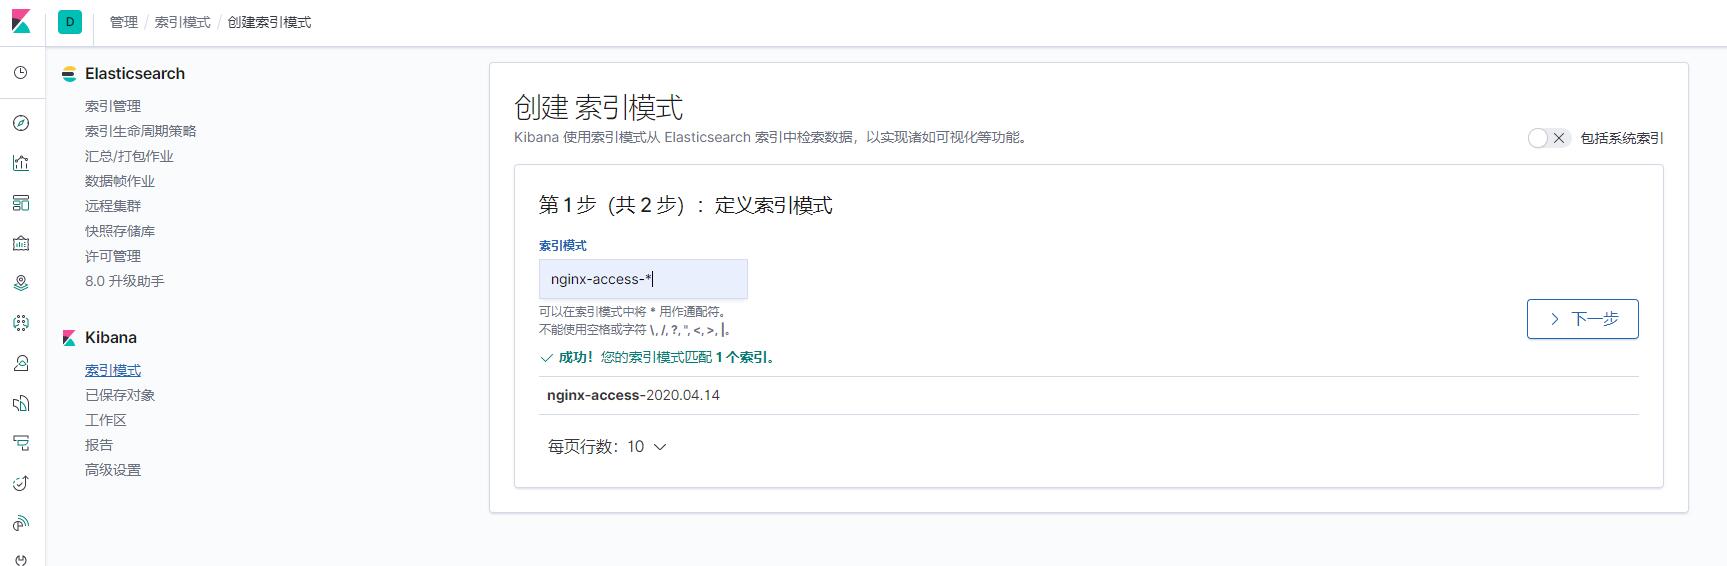 D 管理 / 索引模式 / 创建索引模式
Elasticsearch
索引管理
索引生命周期策略
汇总/打包作业
数据帧作业
远程集群
快照存储库
许可管理
8.0 升级助手
Kibana
索引模式
已保存对象
工作区
报告
高级设置
创建 索引模式
Kibana 使用索引模式从 Elasticsearch 索引中检索数据，以实现诸如可视化等功能。
包括系统索引
第 1 步（共 2 步）：定义索引模式
索引模式
nginx-access-*
可以在索引模式中将 * 用作通配符。
不能使用空格或字符 \, /, ?, ", <, >, |。
下一步
成功！您的索引模式匹配 1 个索引。
nginx-access-2020.04.14
每页行数：10